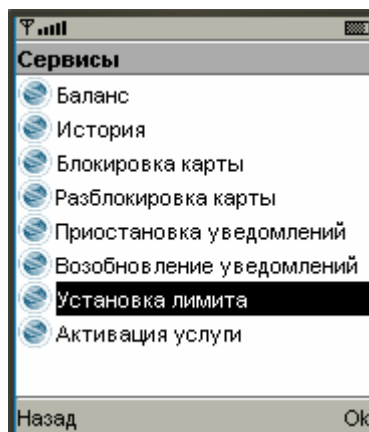 Сервисы
Баланс
История
Блокировка карты
Разблокировка карты
Приостановка уведомлений
Возобновление уведомлений
Установка лимита
Активация услуги
Назад Ok